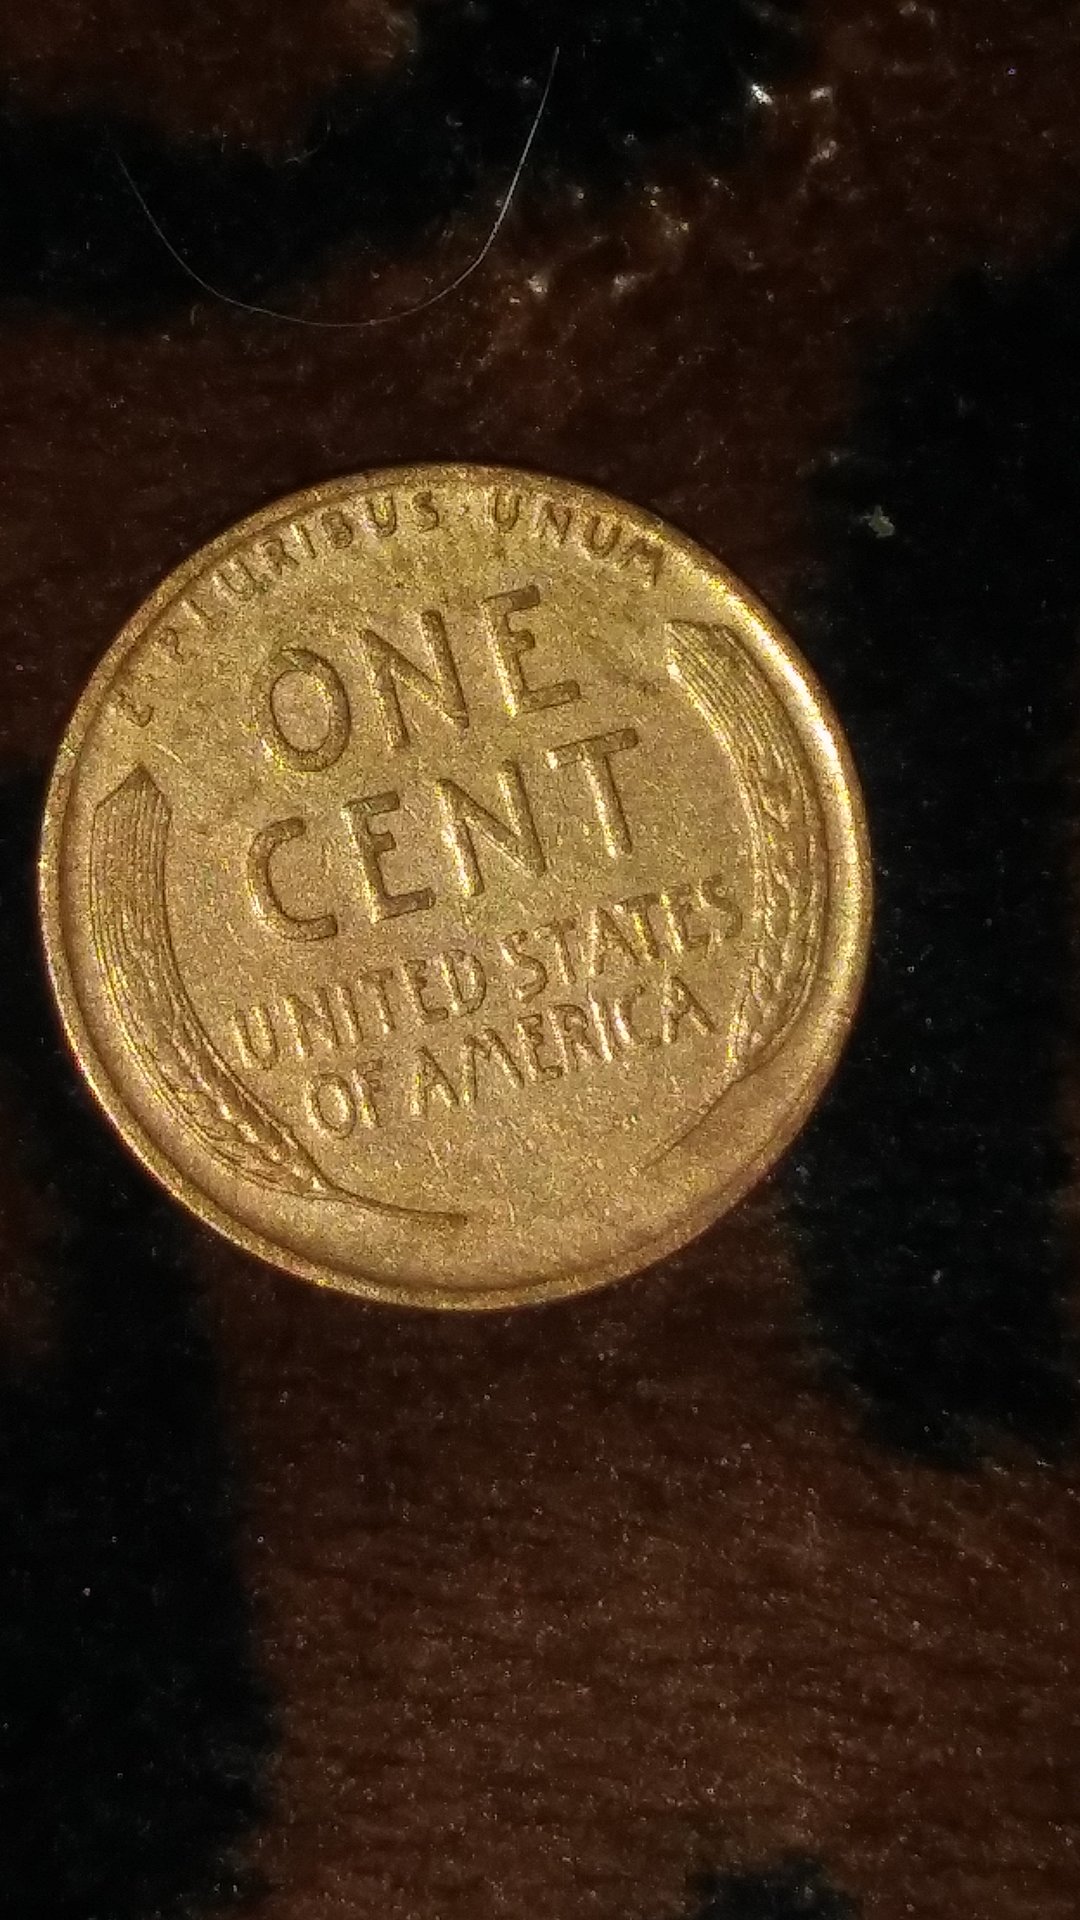 E·PLURIBUS·UNUM
ONE
CENT
UNITED STATES
OF AMERICA